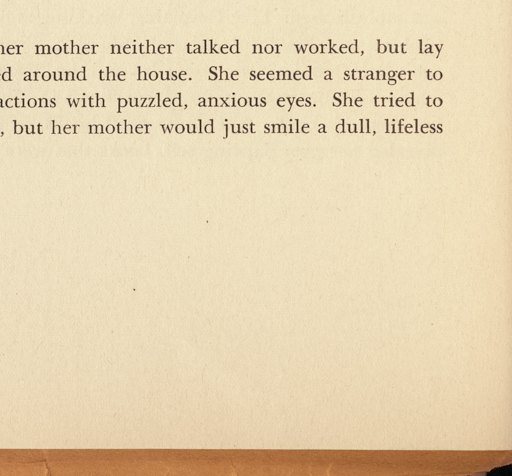 her mother neither talked nor worked, but lay
around the house. She seemed a stranger to
actions with puzzled, anxious eyes. She tried to
, but her mother would just smile a dull, lifeless